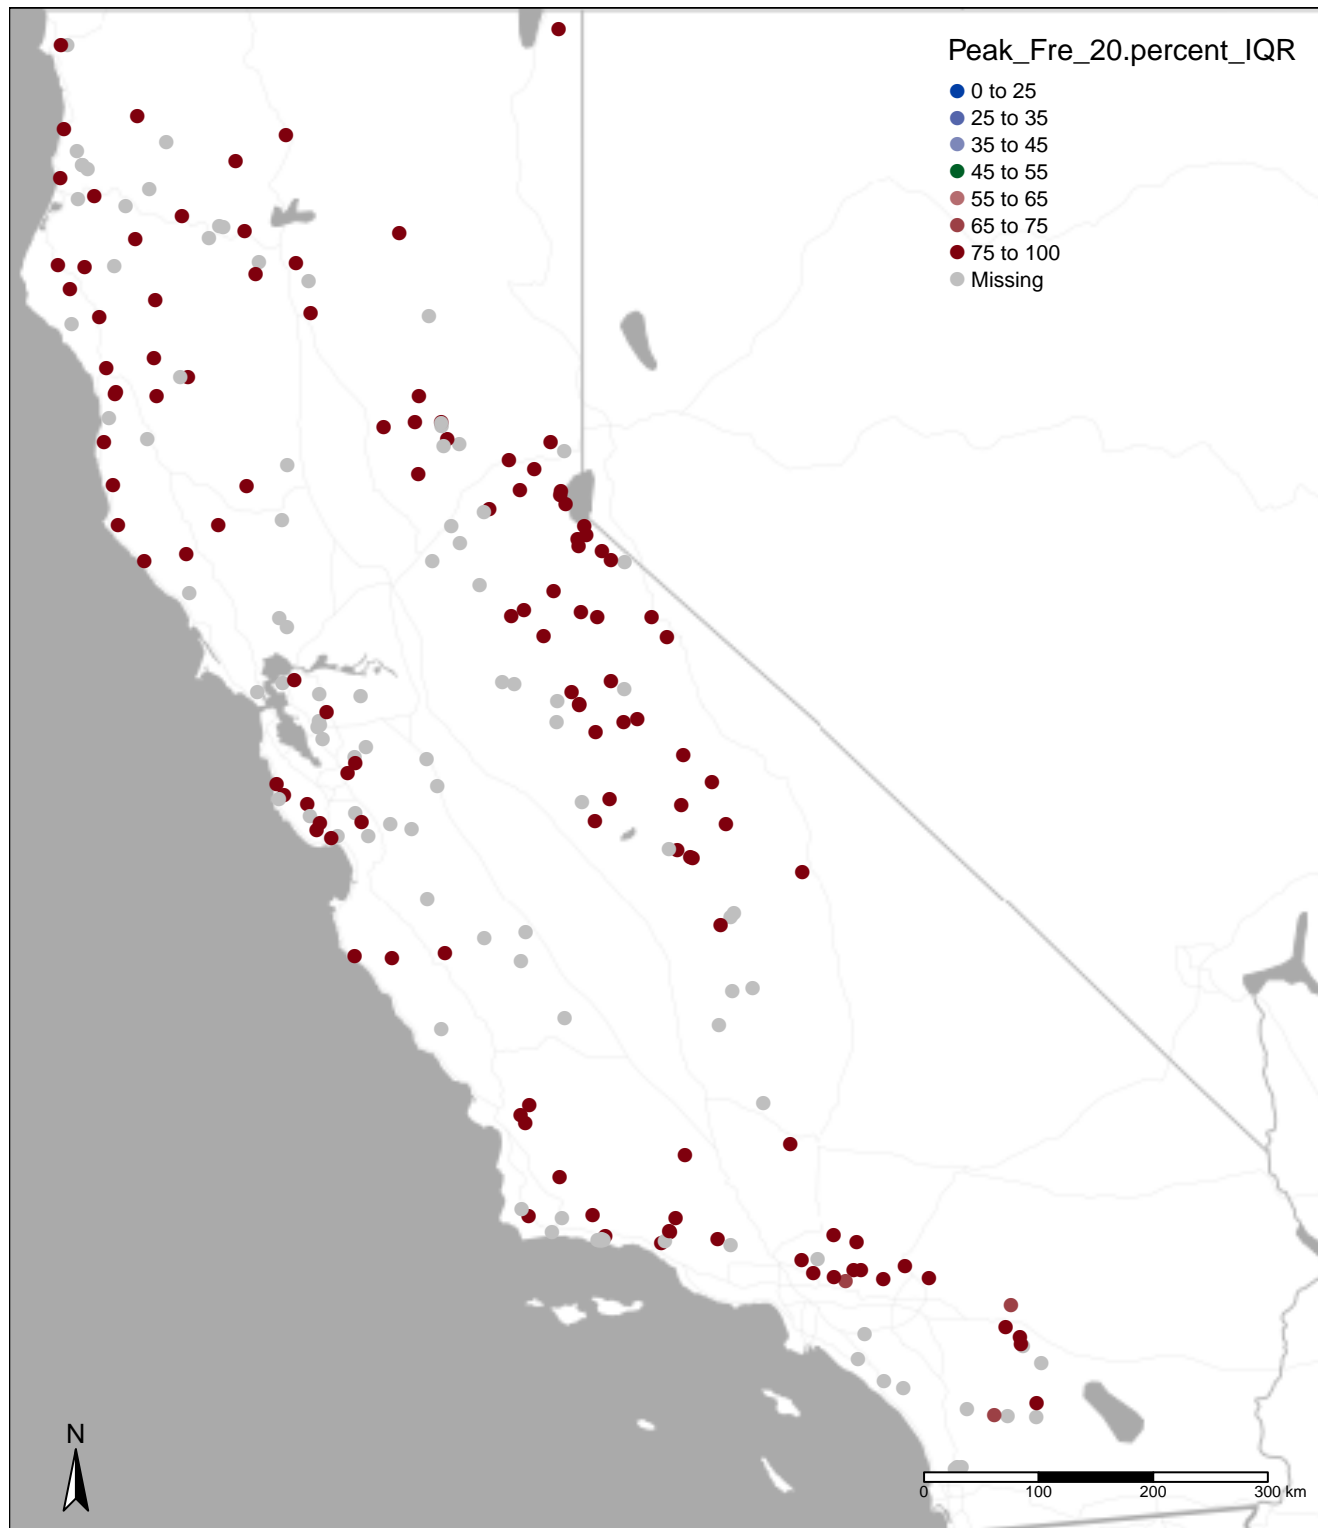 Peak_Fre_20.percent_IQR
0 to 25
25 to 35
35 to 45
45 to 55
55 to 65
65 to 75
75 to 100
Missing
N
0 100 200 300 km